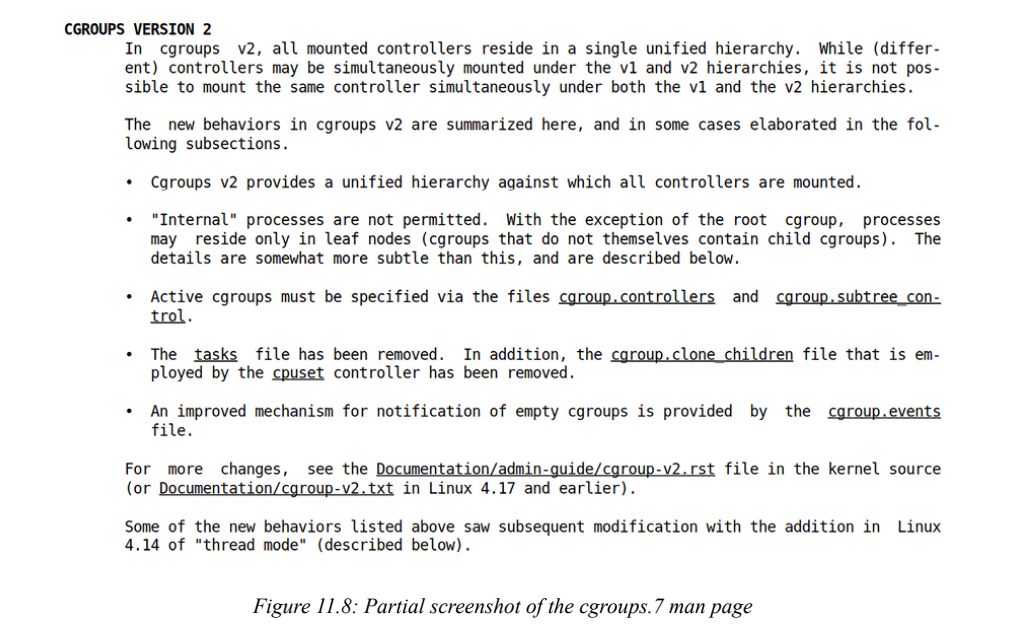 CGROUPS VERSION 2
In cgroups v2, all mounted controllers reside in a single unified hierarchy. While (differ-
ent) controllers may be simultaneously mounted under the v1 and v2 hierarchies, it is not pos-
sible to mount the same controller simultaneously under both the v1 and the v2 hierarchies.
The new behaviors in cgroups v2 are summarized here, and in some cases elaborated in the fol-
lowing subsections.
• Cgroups v2 provides a unified hierarchy against which all controllers are mounted.
• "Internal" processes are not permitted. With the exception of the root cgroup, processes
may reside only in leaf nodes (cgroups that do not themselves contain child cgroups). The
details are somewhat more subtle than this, and are described below.
• Active cgroups must be specified via the files cgroup.controllers and cgroup.subtree_con-
trol.
• The tasks file has been removed. In addition, the cgroup.clone_children file that is em-
ployed by the cpuset controller has been removed.
• An improved mechanism for notification of empty cgroups is provided by the cgroup.events
file.
For more changes, see the Documentation/admin-guide/cgroup-v2.rst file in the kernel source
(or Documentation/cgroup-v2.txt in Linux 4.17 and earlier).
Some of the new behaviors listed above saw subsequent modification with the addition in Linux
4.14 of "thread mode" (described below).
Figure 11.8: Partial screenshot of the cgroups.7 man page